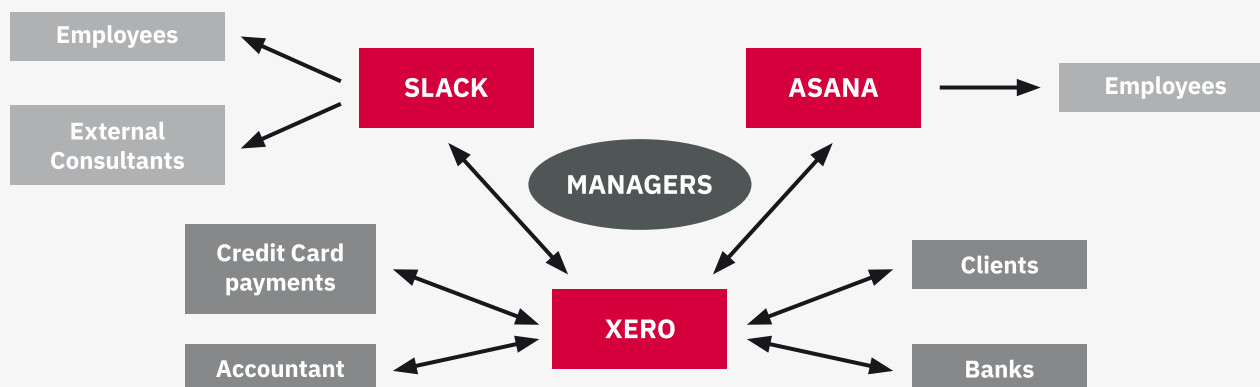 Employees
SLACK
ASANA
Employees
External
Consultants
MANAGERS
Credit Card
payments
Clients
XERO
Accountant
Banks